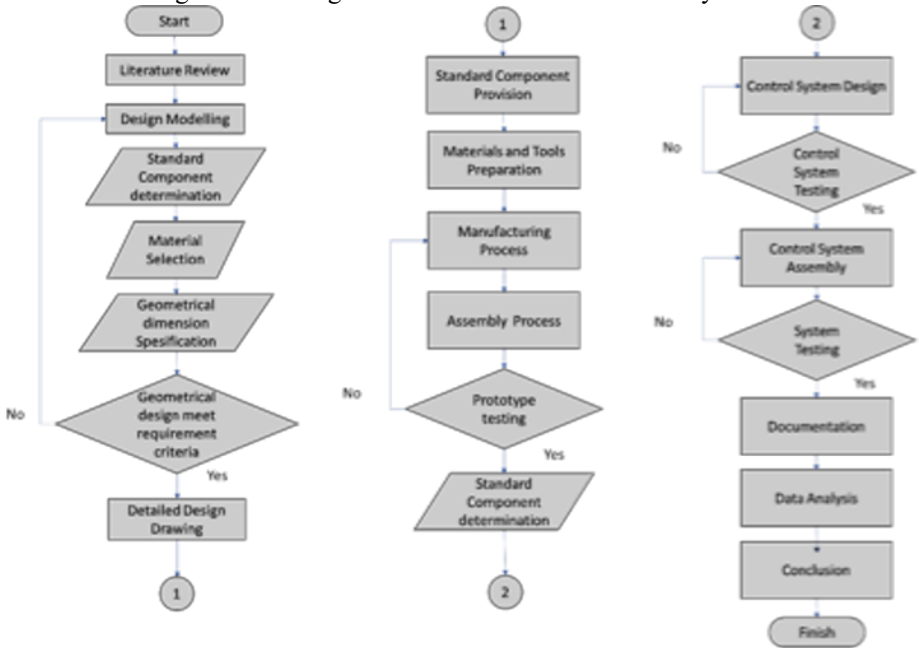 Start
Literature Review
Design Modelling
Standard
Component
determination
Material
Selection
Geometrical
dimension
Spesification
Geometrical
design meet
requirement
criteria
No
Yes
Detailed Design
Drawing
1
1
Standard Component
Provision
Materials and Tools
Preparation
Manufacturing
Process
Assembly Process
No
Prototype
testing
Yes
Standard
Component
determination
2
2
Control System Design
No
Control
System
Testing
Yes
Control System
Assembly
No
System
Testing
Yes
Documentation
Data Analysis
Conclusion
Finish